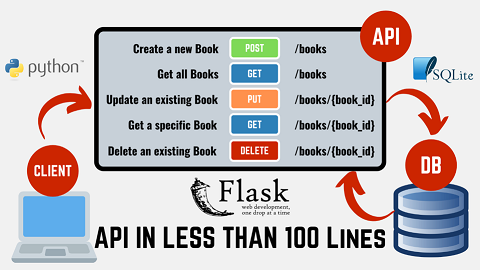 API
python™
Create a new Book POST /books
Get all Books GET /books
Update an existing Book PUT /books/{book_id}
Get a specific Book GET /books/{book_id}
Delete an existing Book DELETE /books/{book_id}
SQLite
CLIENT
DB
Flask
web development,
one drop at a time
API IN LESS THAN 100 LINES